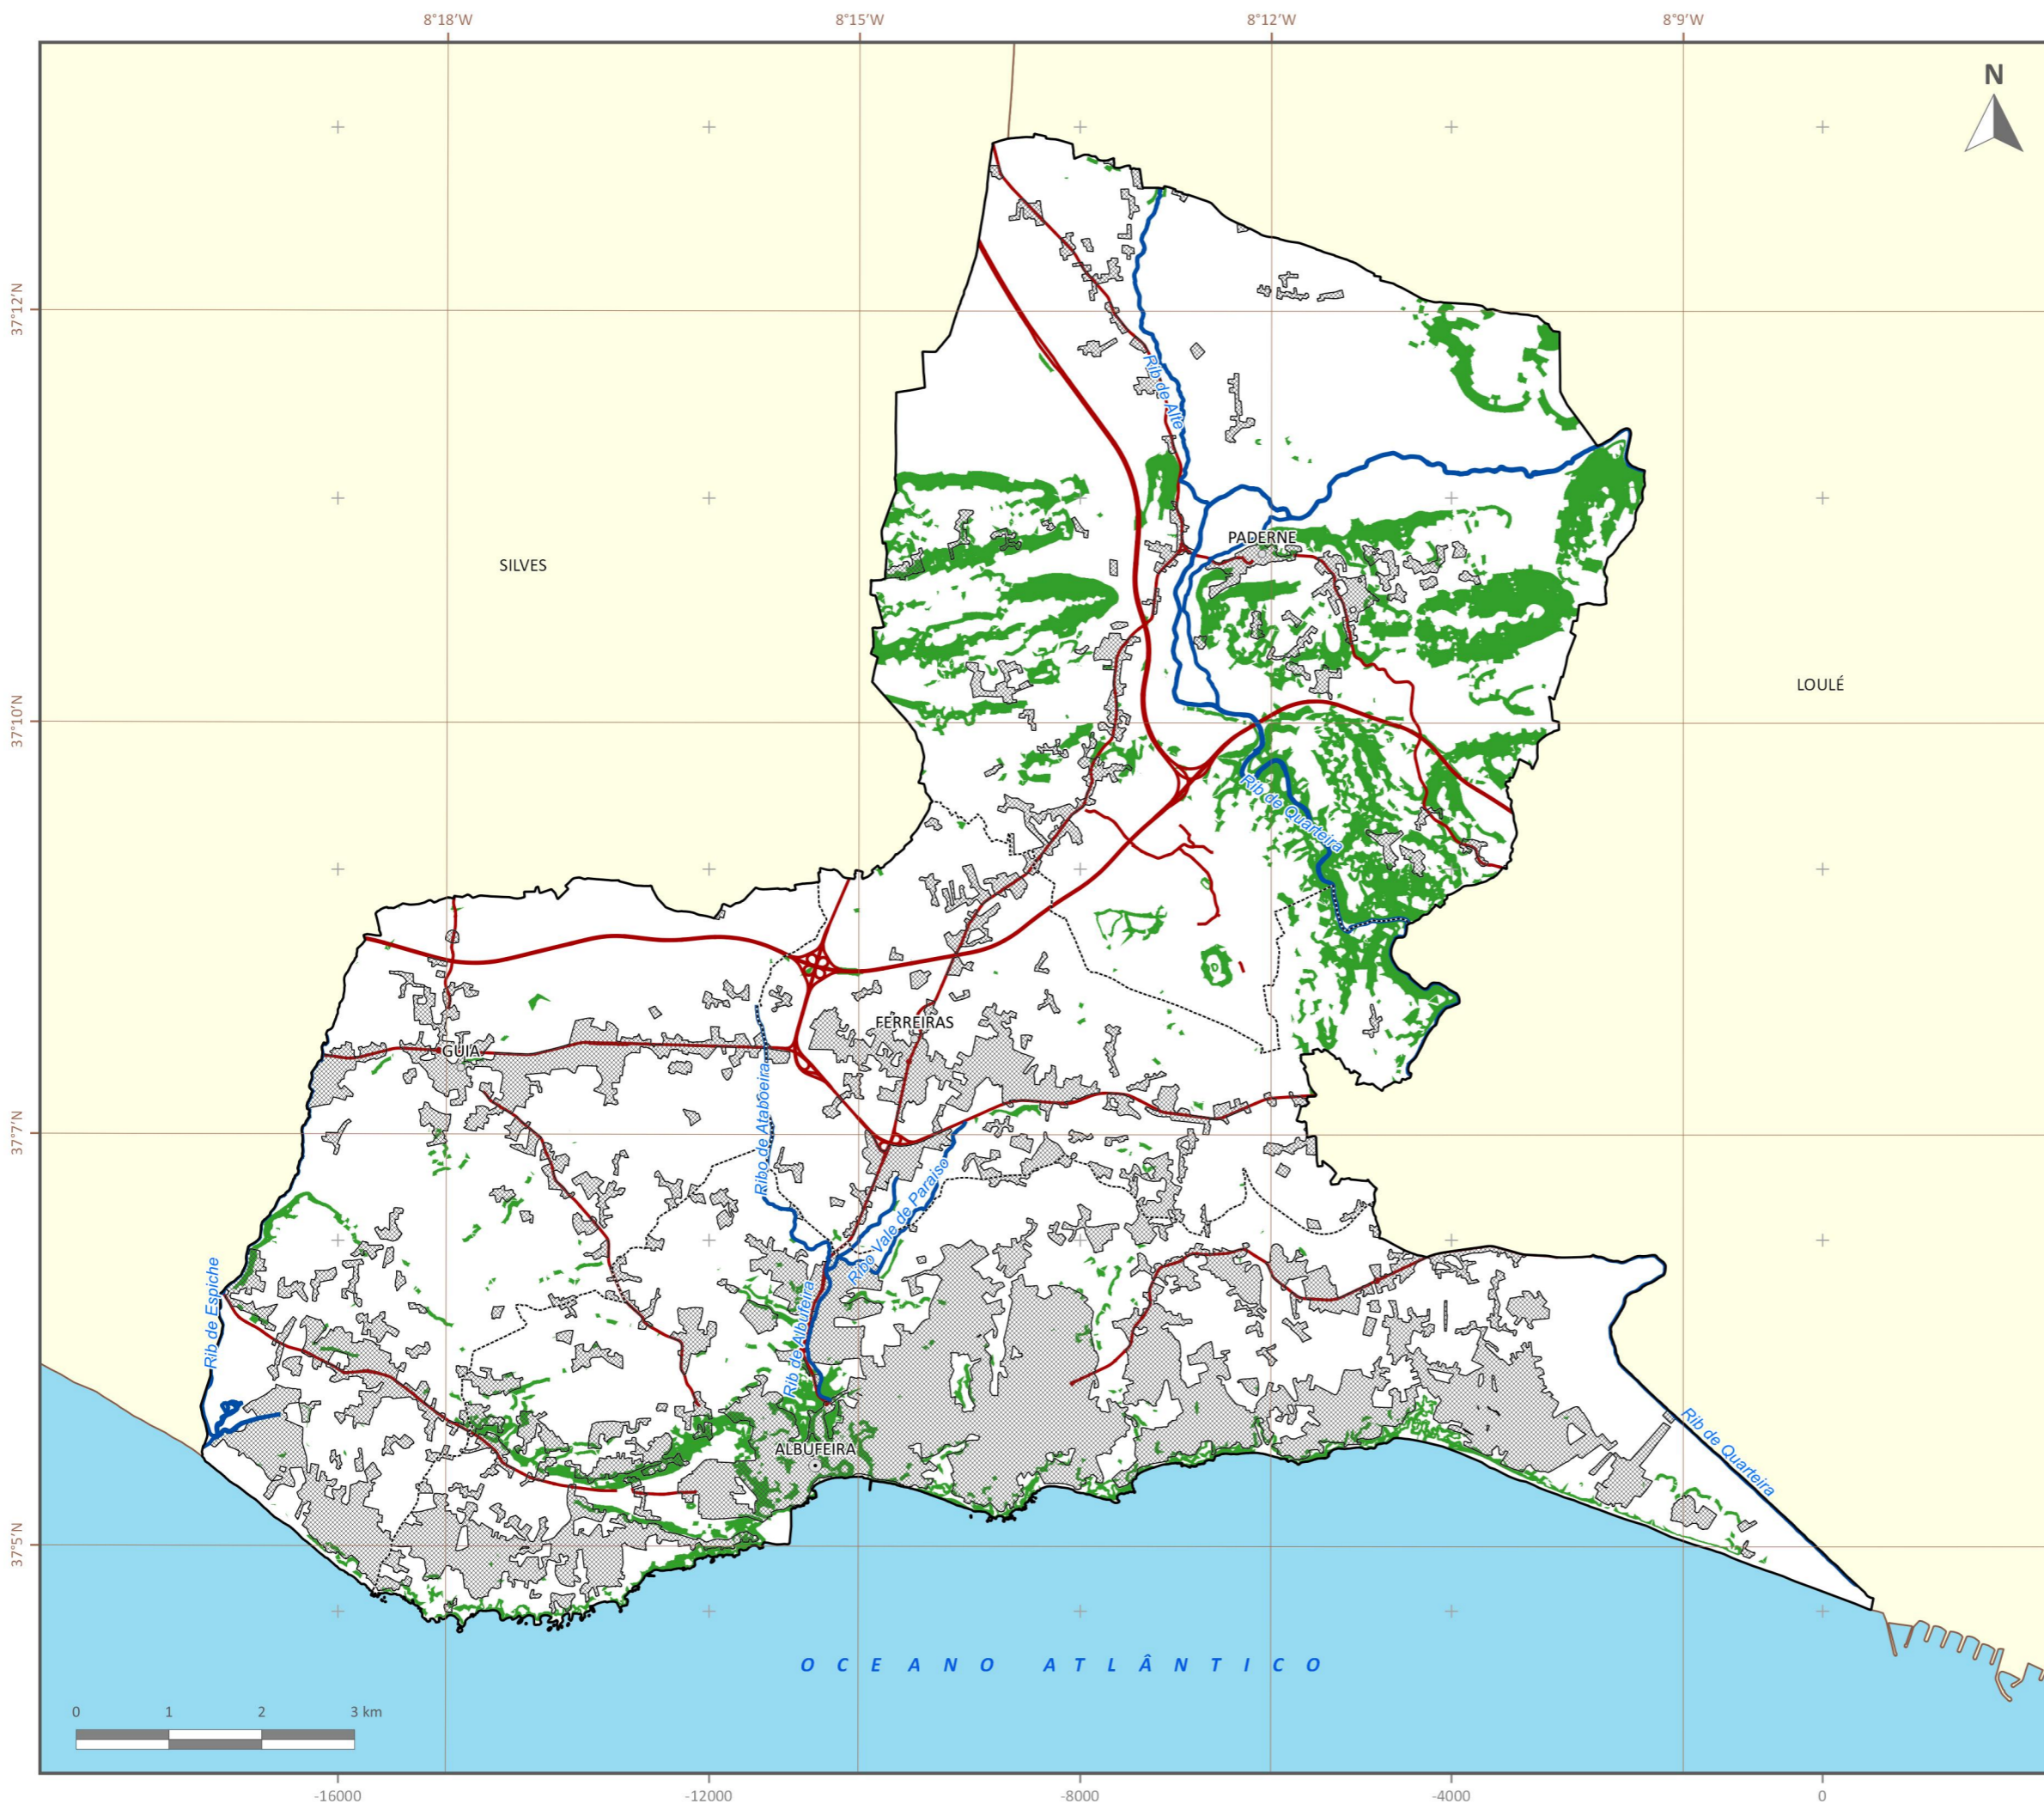 8°18'W
8°15'W
8°12'W
8°9'W
N
37°12'N
Rib de Alte
PADERNE
SILVES
LOULÉ
37°10'N
Rib de Quarteira
FERREIRAS
GUIA
Ribo de Ataboeira
37°7'N
Ribo Vale de Paraiso
Rib de Espiche
Rib de Albufeira
Rib de Quarteira
ALBUFEIRA
37°5'N
OCEANO ATLÂNTICO
0 1 2 3 km
-16000
-12000
-8000
-4000
0